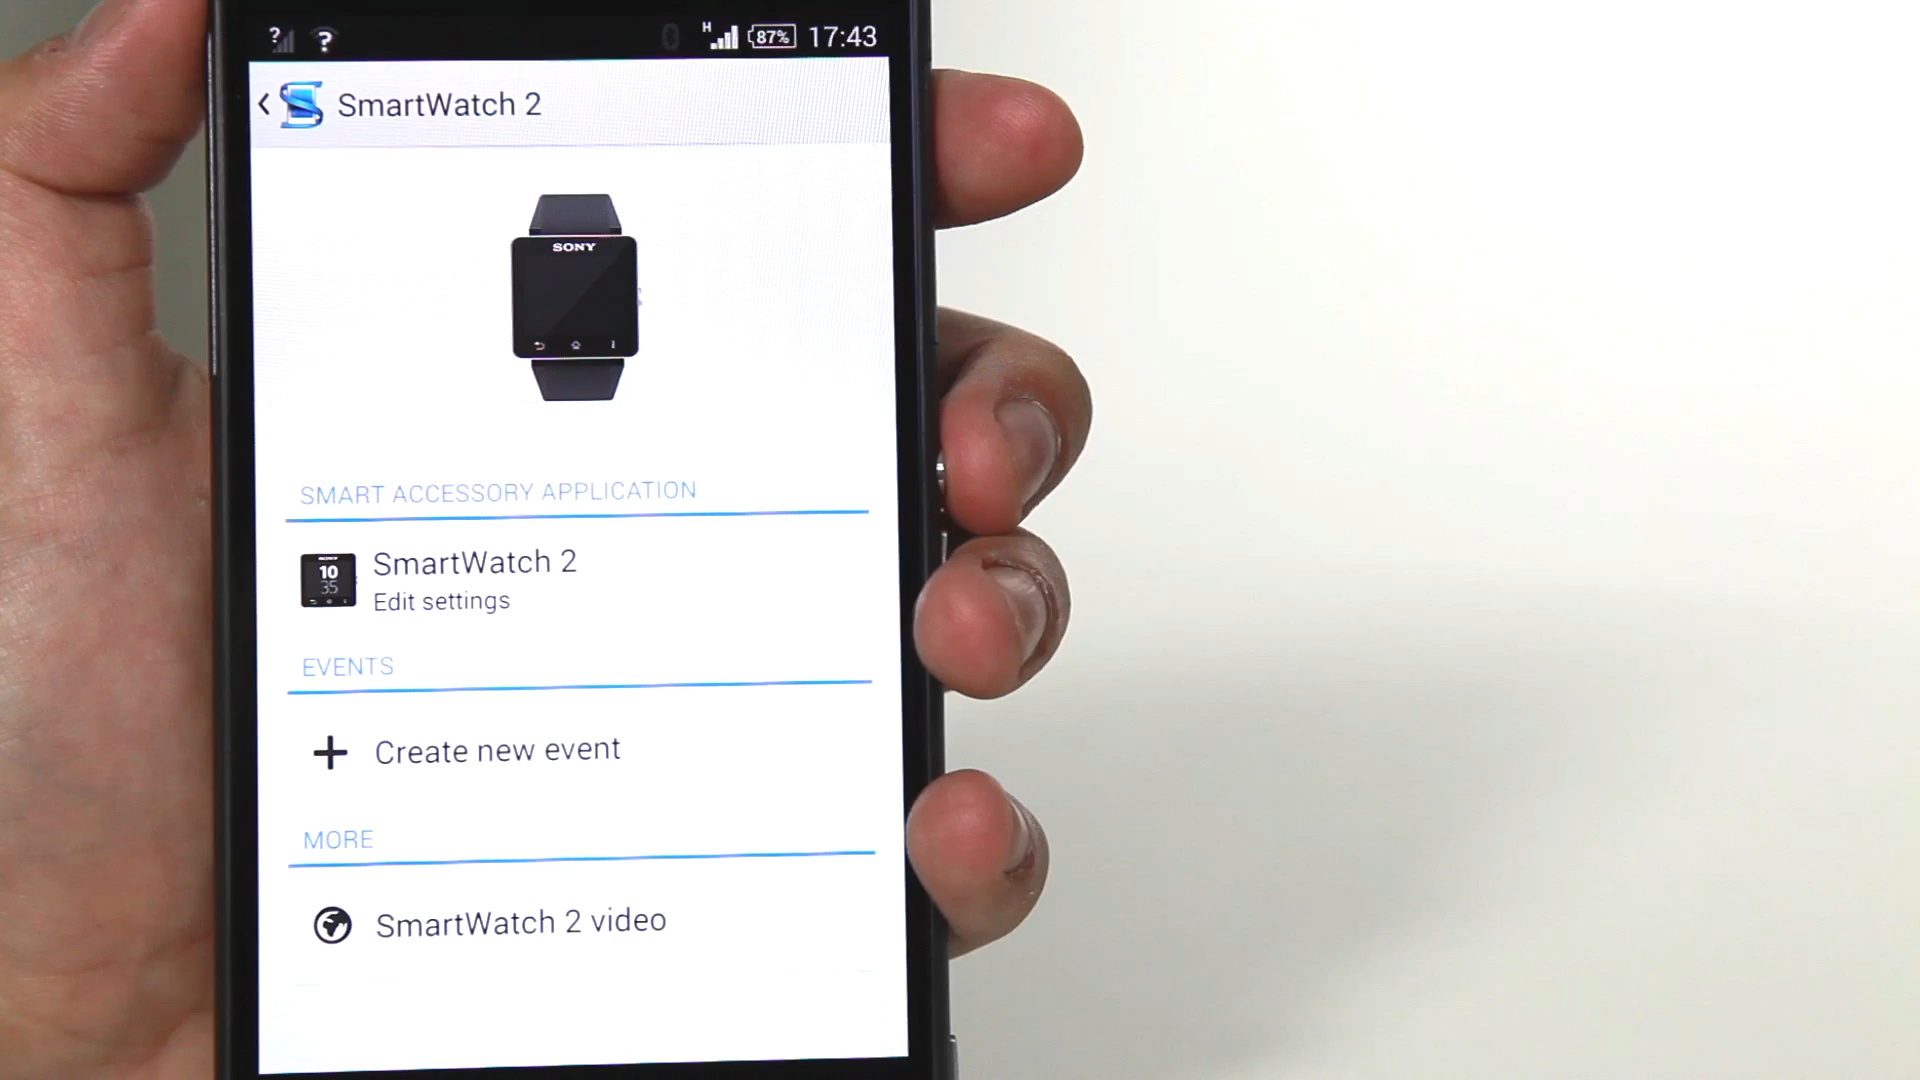 ? ? H 87% 17:43
SmartWatch 2
SONY
SMART ACCESSORY APPLICATION
10
35
SmartWatch 2
Edit settings
EVENTS
Create new event
MORE
SmartWatch 2 video